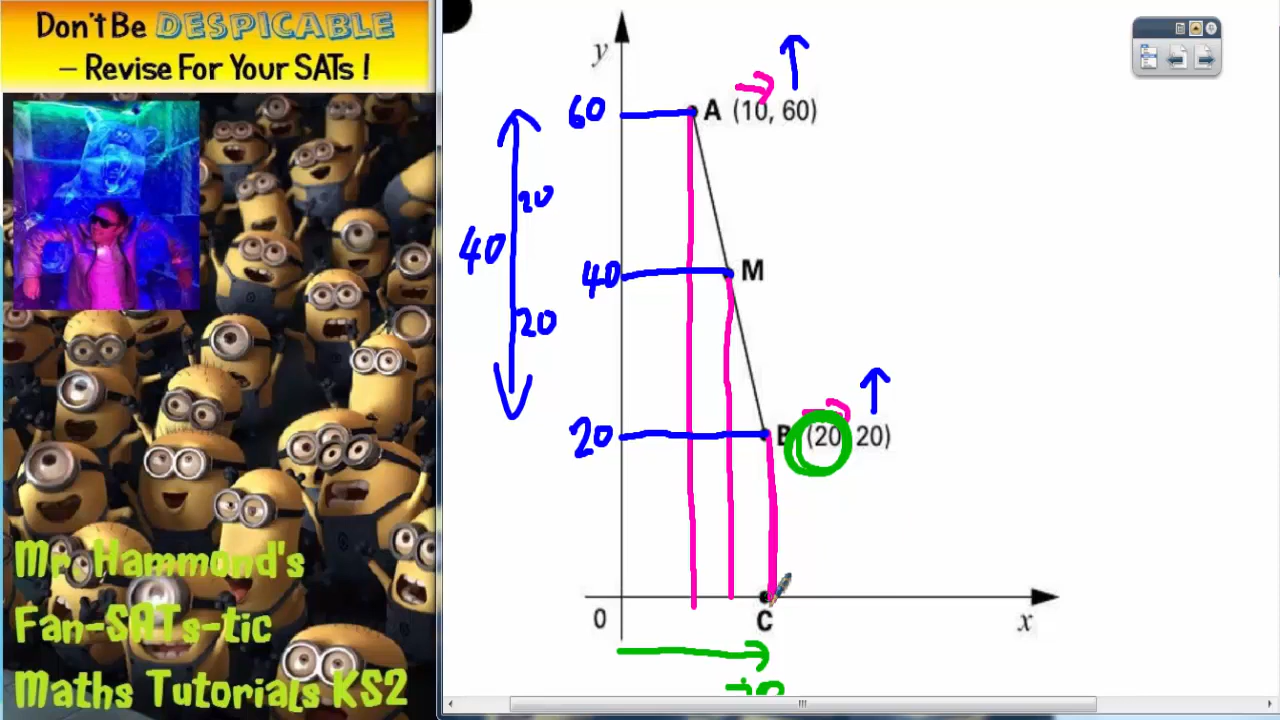 Don't Be DESPICABLE
– Revise For Your SATs !
Mr. Hammond's
Fan-SATs-tic
Maths Tutorials KS2
y
60
A (10, 60)
20
40
40
M
20
20
B (20, 20)
0
C
x